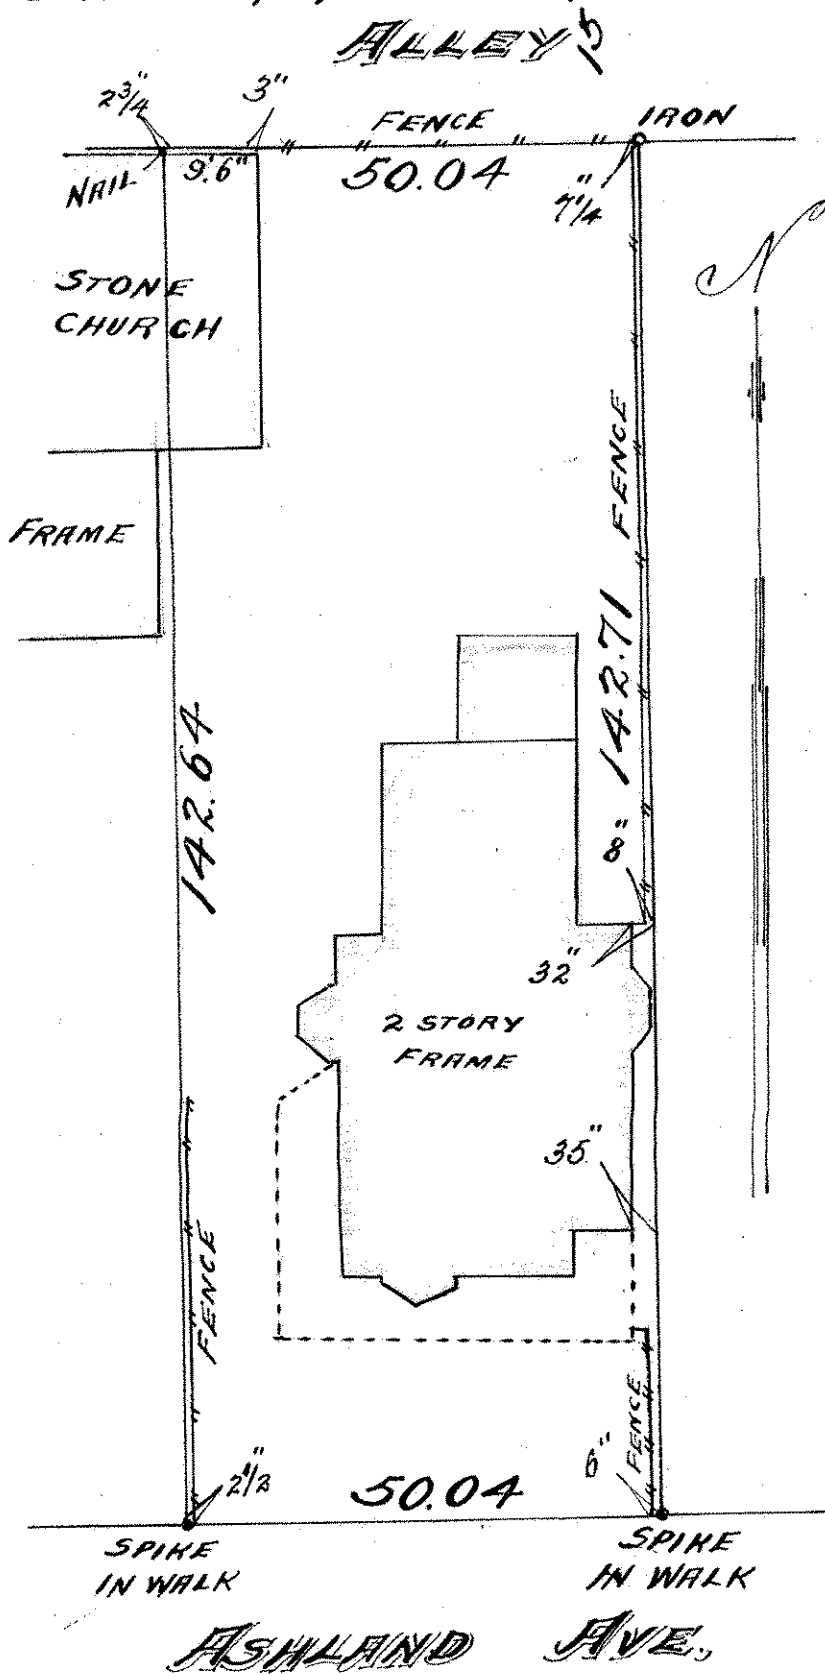 ALLEY 15
2 3/4" 3" FENCE IRON
NAIL 9'6" 50.04 7 1/4"
N
STONE
CHURCH
FENCE
FRAME
142.71
142.64
8"
32"
2 STORY
FRAME
35"
FENCE
FENCE
6"
2 1/2" 50.04
SPIKE
IN WALK
SPIKE
IN WALK
ASHLAND AVE.